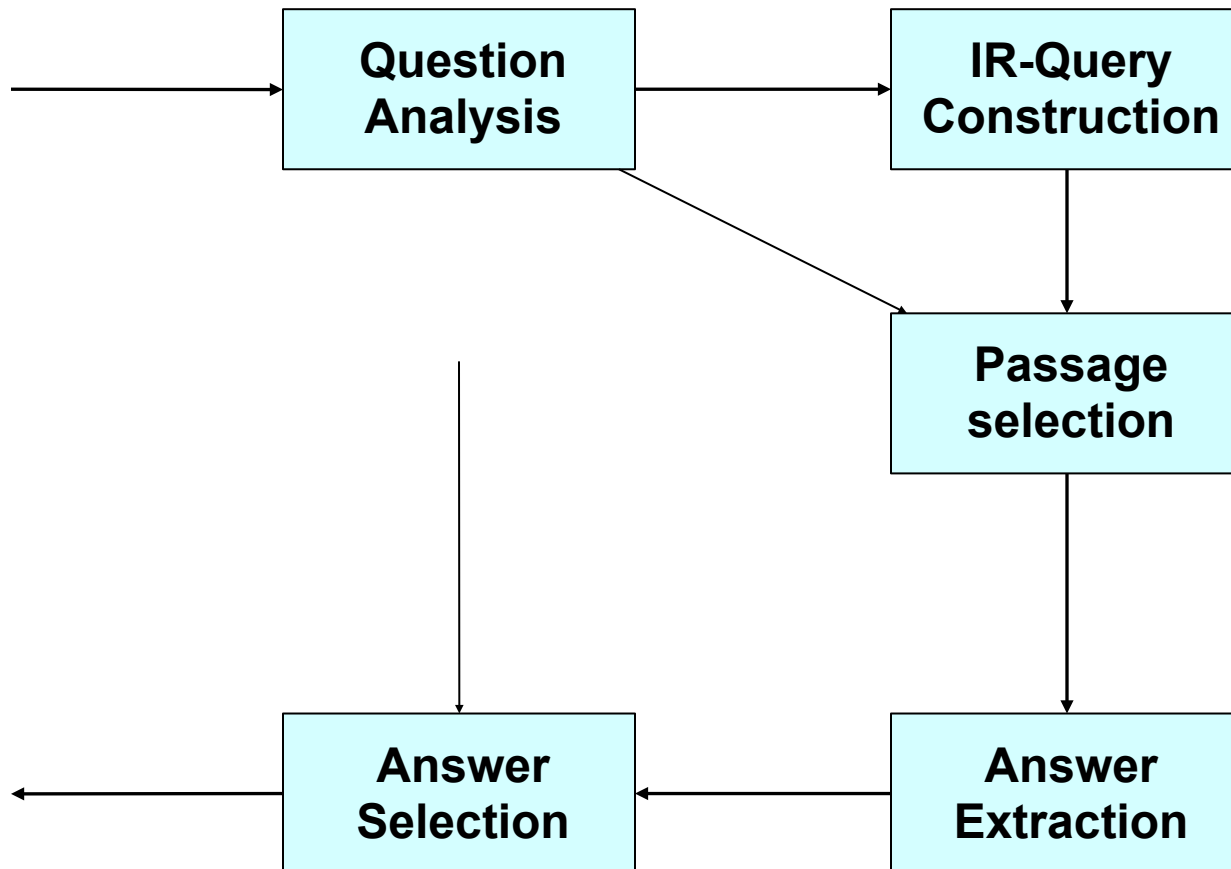 Question
Analysis
IR-Query
Construction
Passage
selection
Answer
Selection
Answer
Extraction